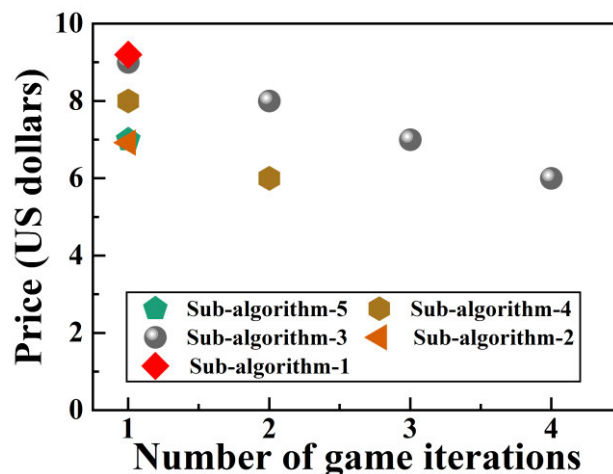 10
8
6
4
2
0
Price (US dollars)
Sub-algorithm-5 Sub-algorithm-4
Sub-algorithm-3 Sub-algorithm-2
Sub-algorithm-1
1 2 3 4
Number of game iterations